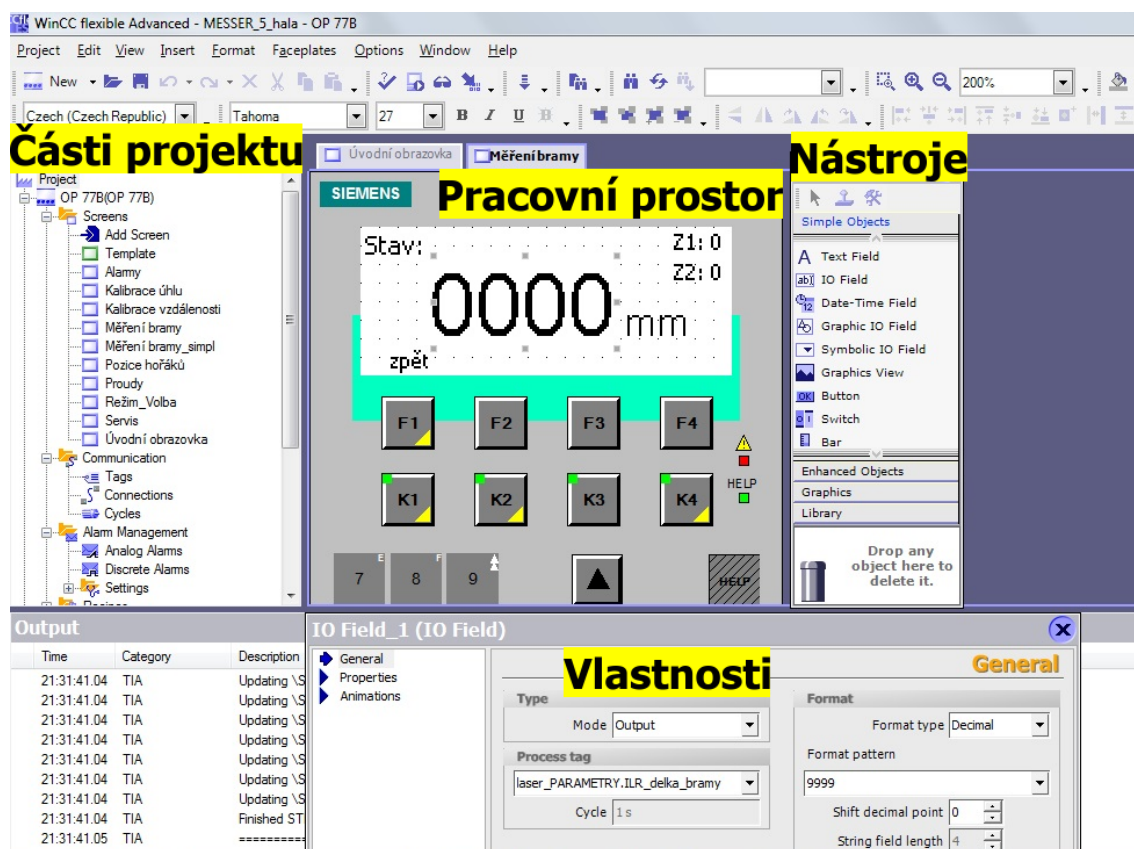 WinCC flexible Advanced - MESSER_5_hala - OP 77B
Project Edit View Insert Format Faceplates Options Window Help
New 200%
Czech (Czech Republic) Tahoma 27 B I U B
Části projektu
Úvodní obrazovka Měření bramy
Nástroje
Project
OP 77B(OP 77B)
Screens
Add Screen
Template
Alarmy
Kalibrace úhlu
Kalibrace vzdálenosti
Měření bramy
Měření bramy_simpl
Pozice hořáků
Proudy
Režim_Volba
Servis
Úvodní obrazovka
Communication
Tags
Connections
Cycles
Alarm Management
Analog Alarms
Discrete Alarms
Settings
SIEMENS
Pracovní prostor
Stav: Z1: 0
Z2: 0
0000 mm
zpět
F1 F2 F3 F4
HELP
K1 K2 K3 K4
E F
7 8 9 HELP
Simple Objects
A Text Field
IO Field
Date-Time Field
Graphic IO Field
Symbolic IO Field
Graphics View
OK Button
Switch
Bar
Enhanced Objects
Graphics
Library
Drop any
object here to
delete it.
Output
Time Category Description
21:31:41.04 TIA Updating \S
21:31:41.04 TIA Updating \S
21:31:41.04 TIA Updating \S
21:31:41.04 TIA Updating \S
21:31:41.04 TIA Updating \S
21:31:41.04 TIA Updating \S
21:31:41.04 TIA Updating \S
21:31:41.04 TIA Finished ST
21:31:41.05 TIA ==========
IO Field_1 (IO Field)
General
Properties
Animations
Vlastnosti
General
Type
Mode Output
Process tag
laser_PARAMETRY.ILR_delka_bramy
Cycle 1 s
Format
Format type Decimal
Format pattern
9999
Shift decimal point 0
String field length 4